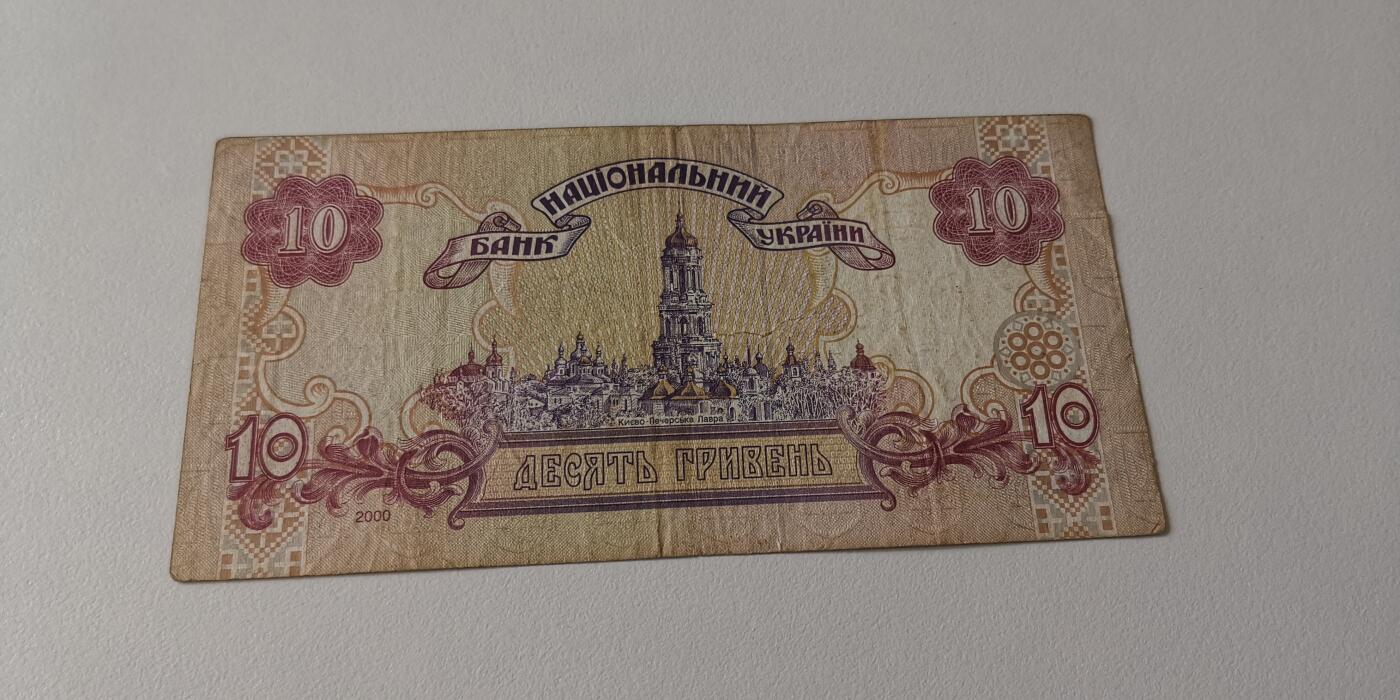 10
НАЦІОНАЛЬНИЙ
10
БАНК
УКРАЇНИ
Києво-Печерська Лавра
10
10
ДЕСЯТЬ ГРИВЕНЬ
2000